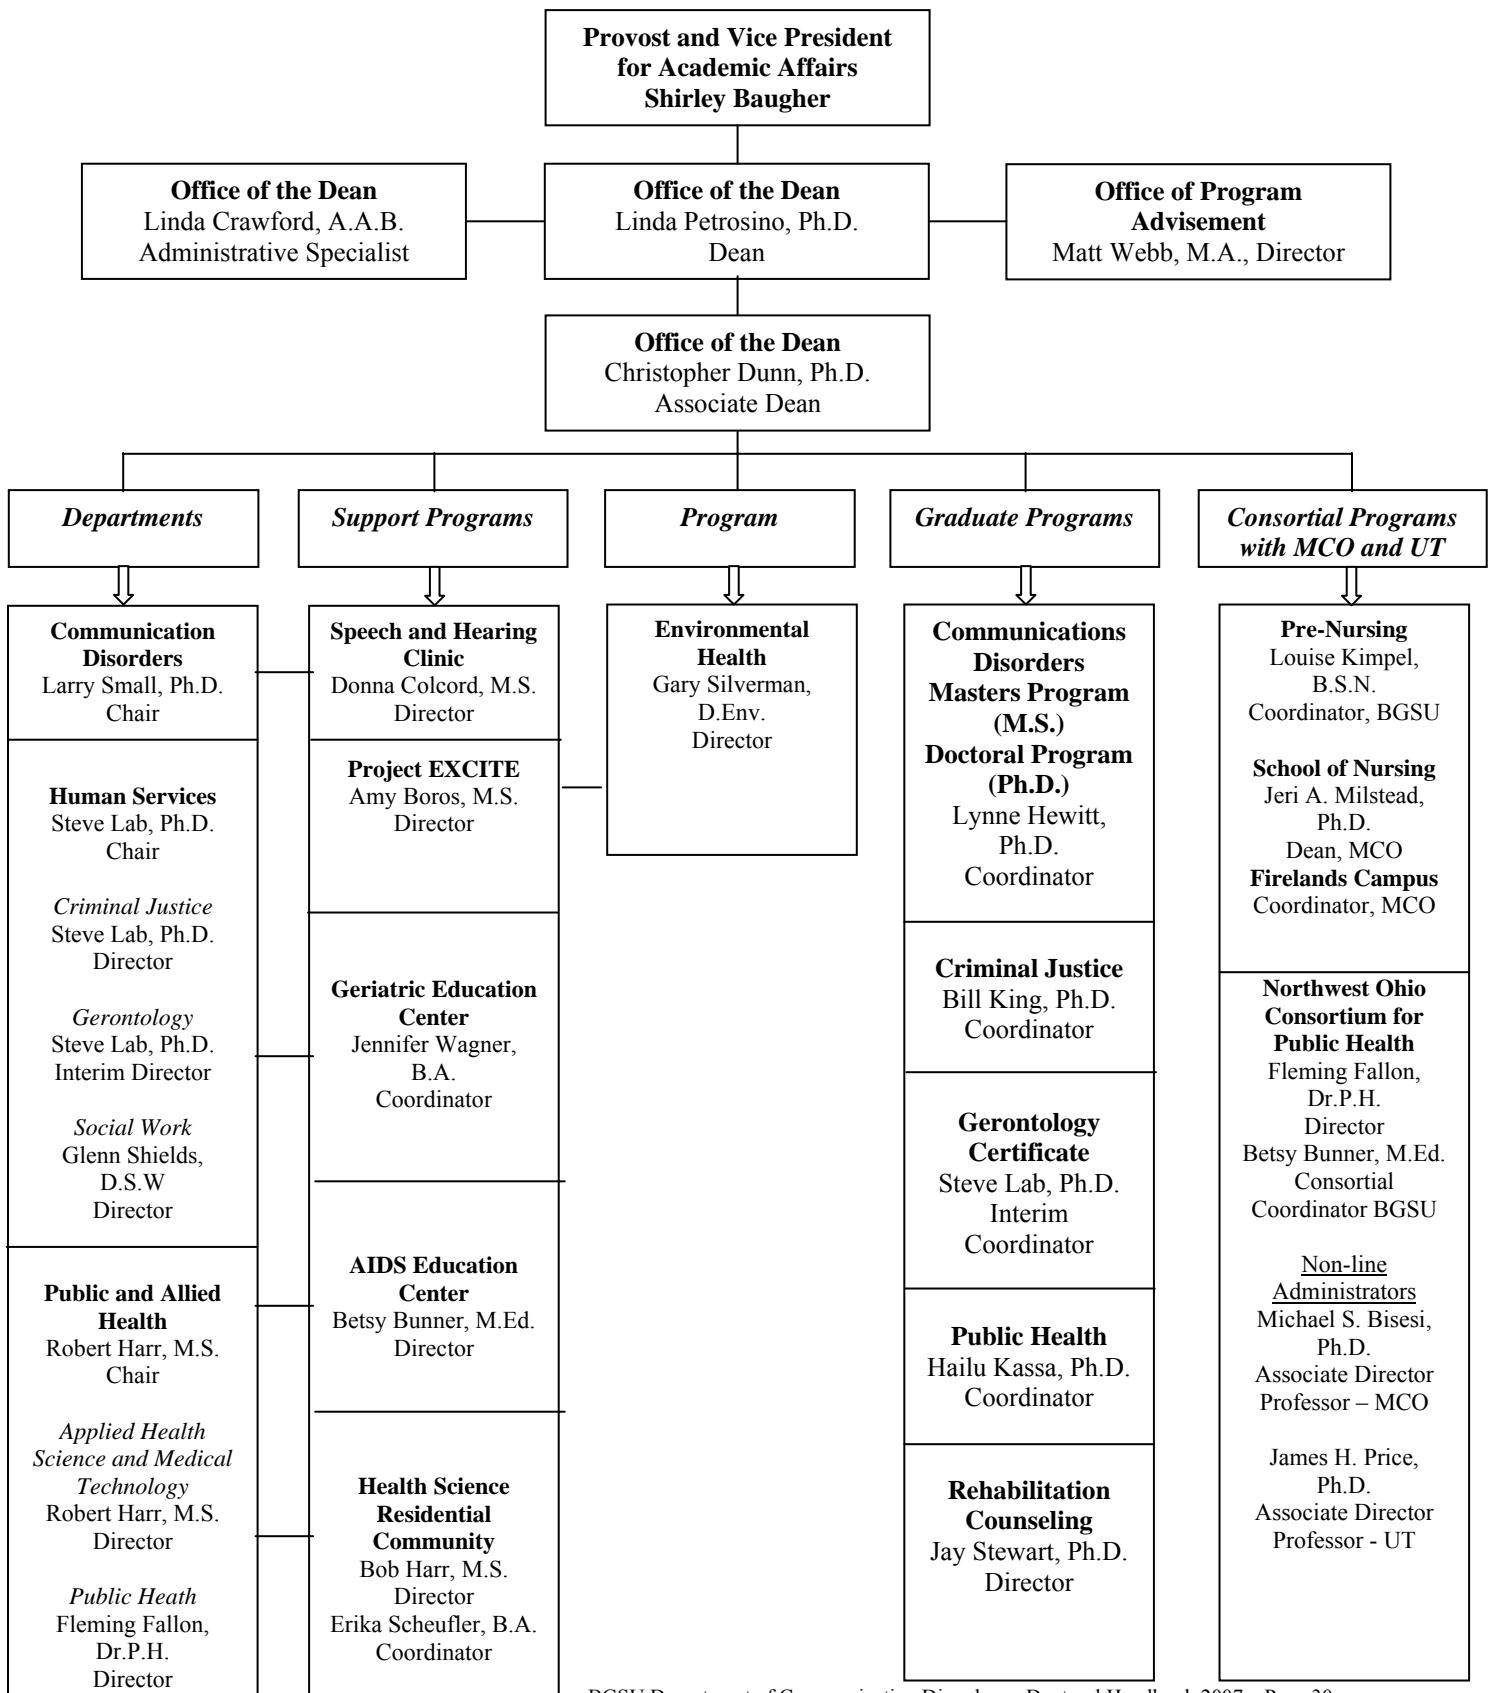 Provost and Vice President
for Academic Affairs
Shirley Baugher
Office of the Dean
Linda Crawford, A.A.B.
Administrative Specialist
Office of the Dean
Linda Petrosino, Ph.D.
Dean
Office of Program
Advisement
Matt Webb, M.A., Director
Office of the Dean
Christopher Dunn, Ph.D.
Associate Dean
Departments
Support Programs
Program
Graduate Programs
Consortial Programs
with MCO and UT
Communication
Disorders
Larry Small, Ph.D.
Chair
Human Services
Steve Lab, Ph.D.
Chair
Criminal Justice
Steve Lab, Ph.D.
Director
Gerontology
Steve Lab, Ph.D.
Interim Director
Social Work
Glenn Shields,
D.S.W
Director
Public and Allied
Health
Robert Harr, M.S.
Chair
Applied Health
Science and Medical
Technology
Robert Harr, M.S.
Director
Public Heath
Fleming Fallon,
Dr.P.H.
Director
Speech and Hearing
Clinic
Donna Colcord, M.S.
Director
Project EXCITE
Amy Boros, M.S.
Director
Geriatric Education
Center
Jennifer Wagner,
B.A.
Coordinator
AIDS Education
Center
Betsy Bunner, M.Ed.
Director
Health Science
Residential
Community
Bob Harr, M.S.
Director
Erika Scheufler, B.A.
Coordinator
Environmental
Health
Gary Silverman,
D.Env.
Director
Communications
Disorders
Masters Program
(M.S.)
Doctoral Program
(Ph.D.)
Lynne Hewitt,
Ph.D.
Coordinator
Criminal Justice
Bill King, Ph.D.
Coordinator
Gerontology
Certificate
Steve Lab, Ph.D.
Interim
Coordinator
Public Health
Hailu Kassa, Ph.D.
Coordinator
Rehabilitation
Counseling
Jay Stewart, Ph.D.
Director
Pre-Nursing
Louise Kimpel,
B.S.N.
Coordinator, BGSU
School of Nursing
Jeri A. Milstead,
Ph.D.
Dean, MCO
Firelands Campus
Coordinator, MCO
Northwest Ohio
Consortium for
Public Health
Fleming Fallon,
Dr.P.H.
Director
Betsy Bunner, M.Ed.
Consortial
Coordinator BGSU
Non-line
Administrators
Michael S. Bisesi,
Ph.D.
Associate Director
Professor – MCO
James H. Price,
Ph.D.
Associate Director
Professor - UT